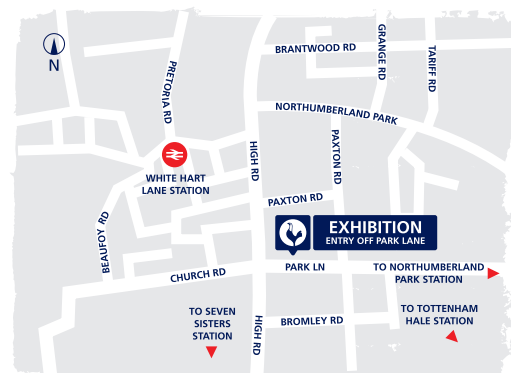 N
BRANTWOOD RD
GRANGE RD
TARIFF RD
PRETORIA RD
NORTHUMBERLAND PARK
HIGH RD
PAXTON RD
WHITE HART
LANE STATION
PAXTON RD
BEAUFOY RD
EXHIBITION
ENTRY OFF PARK LANE
CHURCH RD
PARK LN
TO NORTHUMBERLAND
PARK STATION
TO SEVEN
SISTERS
STATION
HIGH RD
BROMLEY RD
TO TOTTENHAM
HALE STATION